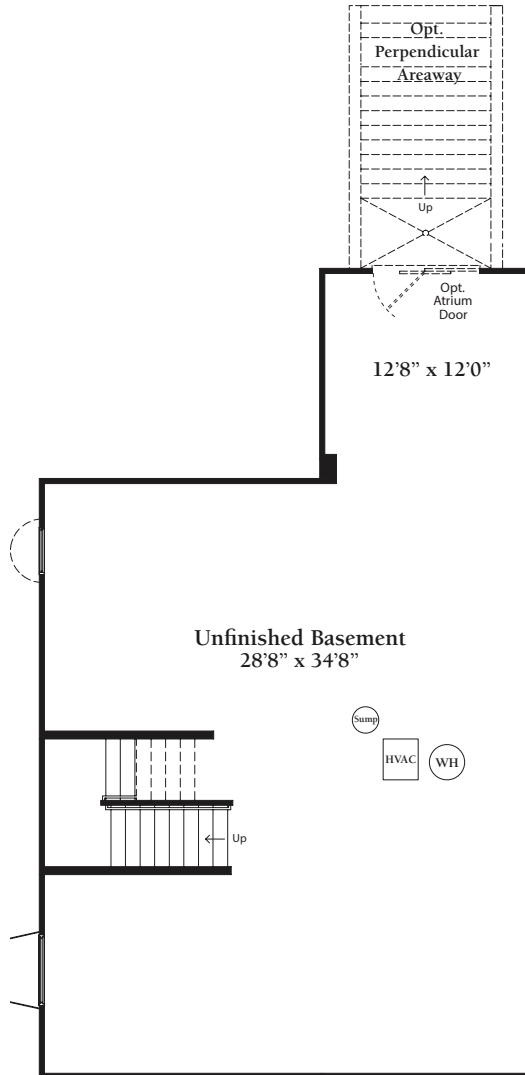 Opt.
Perpendicular
Areaway
Up
Opt.
Atrium
Door
12'8” x 12'0”
Unfinished Basement
28'8” x 34'8”
Sump
HVAC
WH
Up